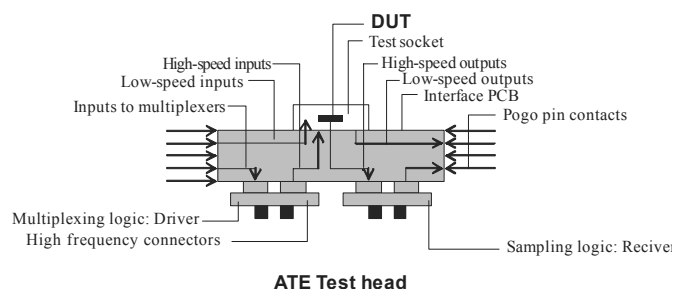 DUT
Test socket
High-speed inputs
High-speed outputs
Low-speed inputs
Low-speed outputs
Inputs to multiplexers
Interface PCB
Pogo pin contacts
Multiplexing logic: Driver
High frequency connectors
Sampling logic: Reciver
ATE Test head